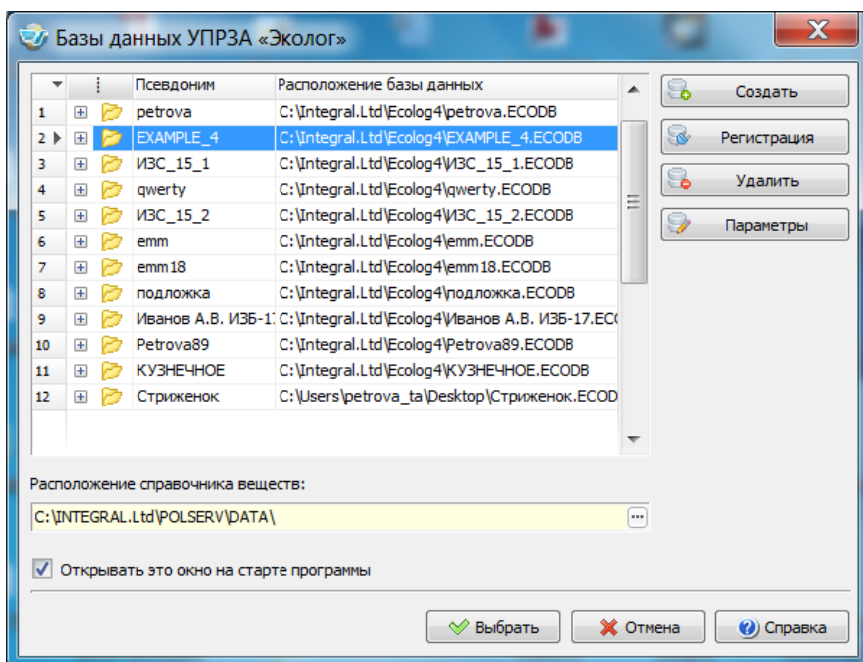 Базы данных УПРЗА «Эколог»
Псевдоним Расположение базы данных
1 petrova C:\Integral.Ltd\Ecolog4\petrova.ECODB
2 EXAMPLE_4 C:\Integral.Ltd\Ecolog4\EXAMPLE_4.ECODB
3 ИЗС_15_1 C:\Integral.Ltd\Ecolog4\ИЗС_15_1.ECODB
4 qwerty C:\Integral.Ltd\Ecolog4\qwerty.ECODB
5 ИЗС_15_2 C:\Integral.Ltd\Ecolog4\ИЗС_15_2.ECODB
6 emm C:\Integral.Ltd\Ecolog4\emm.ECODB
7 emm18 C:\Integral.Ltd\Ecolog4\emm18.ECODB
8 подложка C:\Integral.Ltd\Ecolog4\подложка.ECODB
9 Иванов А.В. ИЗБ-17 C:\Integral.Ltd\Ecolog4\Иванов А.В. ИЗБ-17.ECO
10 Petrova89 C:\Integral.Ltd\Ecolog4\Petrova89.ECODB
11 КУЗНЕЧНОЕ C:\Integral.Ltd\Ecolog4\КУЗНЕЧНОЕ.ECODB
12 Стриженок C:\Users\petrova_ta\Desktop\Стриженок.ECOD
Создать
Регистрация
Удалить
Параметры
Расположение справочника веществ:
C:\INTEGRAL.Ltd\POLSERV\DATA\
Открывать это окно на старте программы
Выбрать Отмена Справка